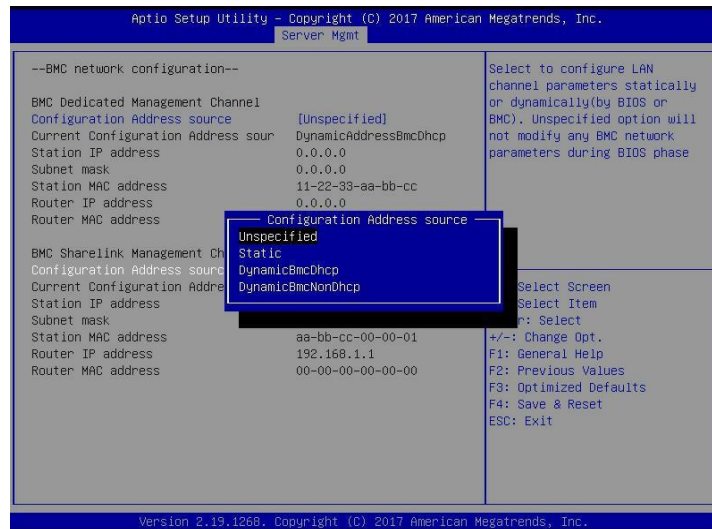 Aptio Setup Utility – Copyright (C) 2017 American Megatrends, Inc.
Server Mgmt
--BMC network configuration--
BMC Dedicated Management Channel
Configuration Address source [Unspecified]
Current Configuration Address sour DynamicAddressBmcDhcp
Station IP address 0.0.0.0
Subnet mask 0.0.0.0
Station MAC address 11-22-33-aa-bb-cc
Router IP address 0.0.0.0
Router MAC address
BMC Sharelink Management Ch
Configuration Address sourc
Current Configuration Addre
Station IP address
Subnet mask
Station MAC address aa-bb-cc-00-00-01
Router IP address 192.168.1.1
Router MAC address 00-00-00-00-00-00
Configuration Address source
Unspecified
Static
DynamicBmcDhcp
DynamicBmcNonDhcp
Select to configure LAN
channel parameters statically
or dynamically(by BIOS or
BMC). Unspecified option will
not modify any BMC network
parameters during BIOS phase
Select Screen
Select Item
r: Select
+/-: Change Opt.
F1: General Help
F2: Previous Values
F3: Optimized Defaults
F4: Save & Reset
ESC: Exit
Version 2.19.1268. Copyright (C) 2017 American Megatrends, Inc.